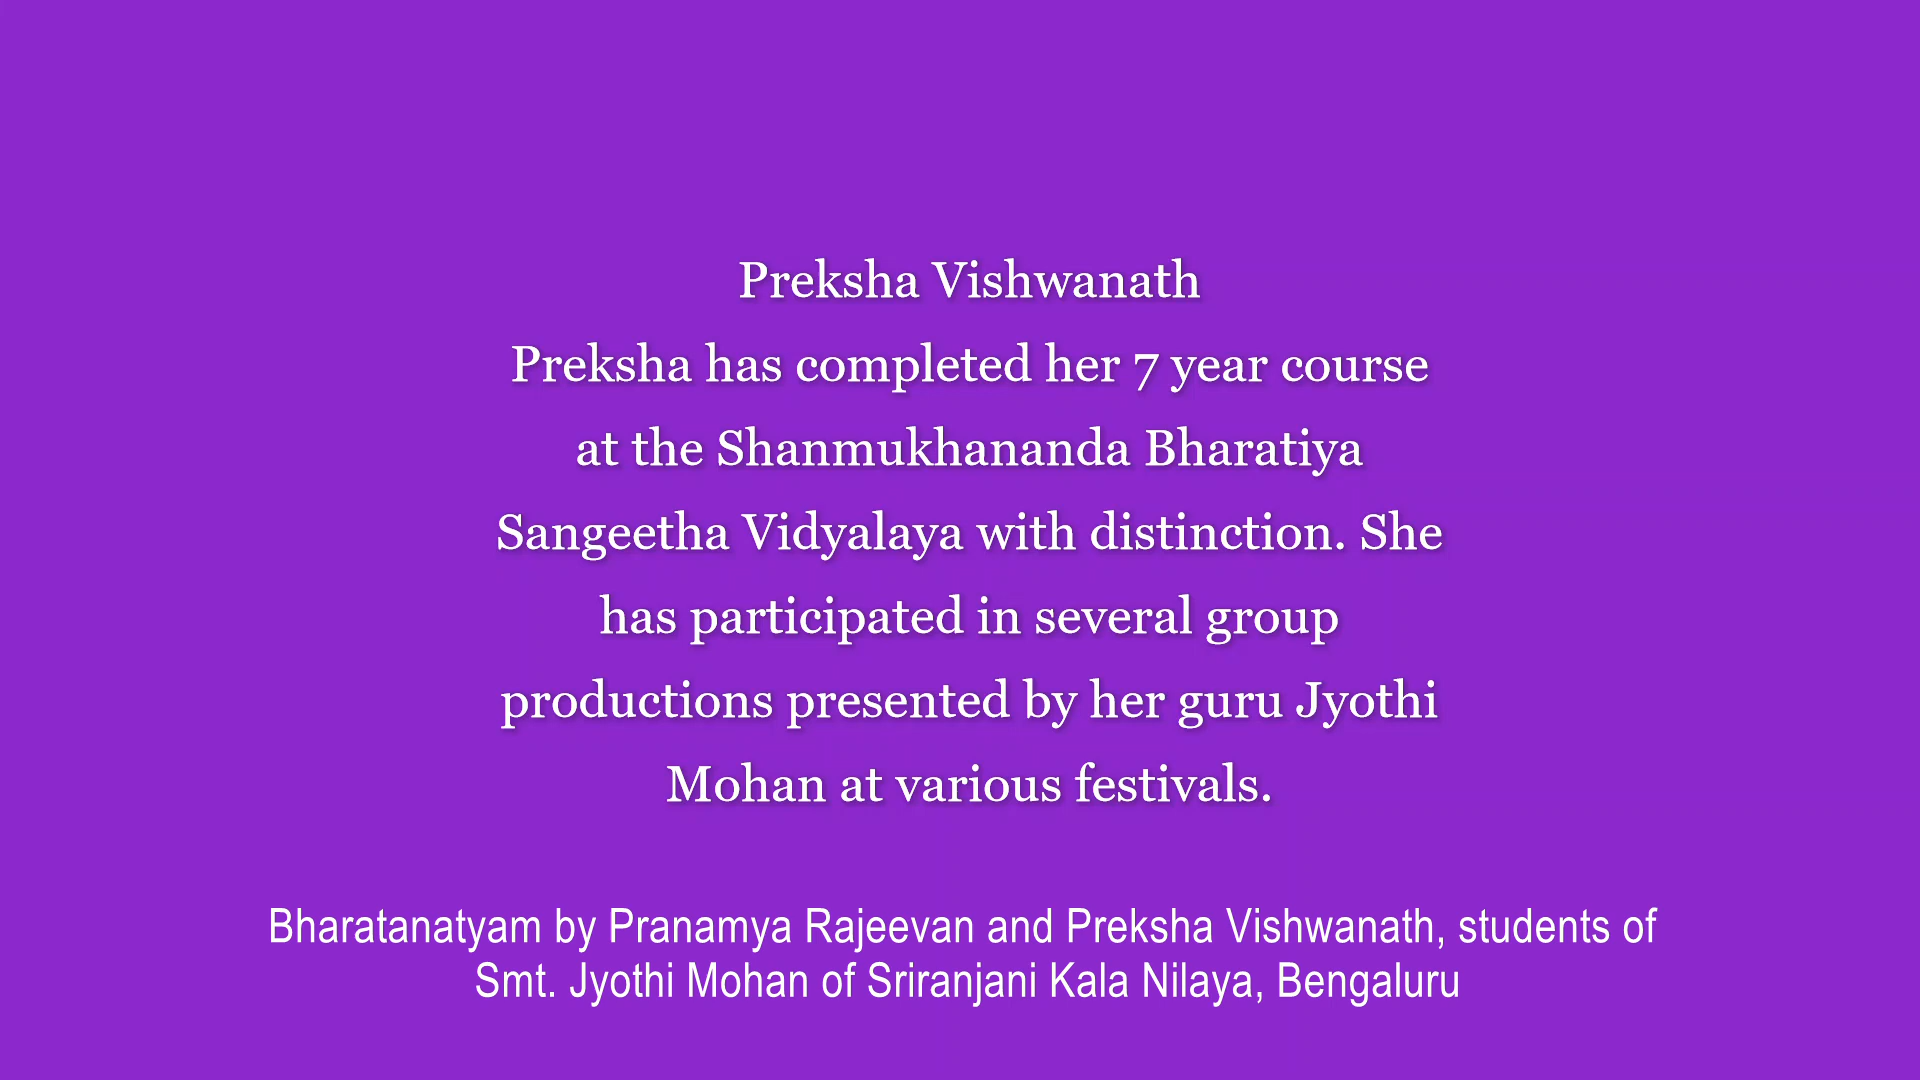 Preksha Vishwanath
Preksha has completed her 7 year course
at the Shanmukhananda Bharatiya
Sangeetha Vidyalaya with distinction. She
has participated in several group
productions presented by her guru Jyothi
Mohan at various festivals.
Bharatanatyam by Pranamya Rajeevan and Preksha Vishwanath, students of
Smt. Jyothi Mohan of Sriranjani Kala Nilaya, Bengaluru